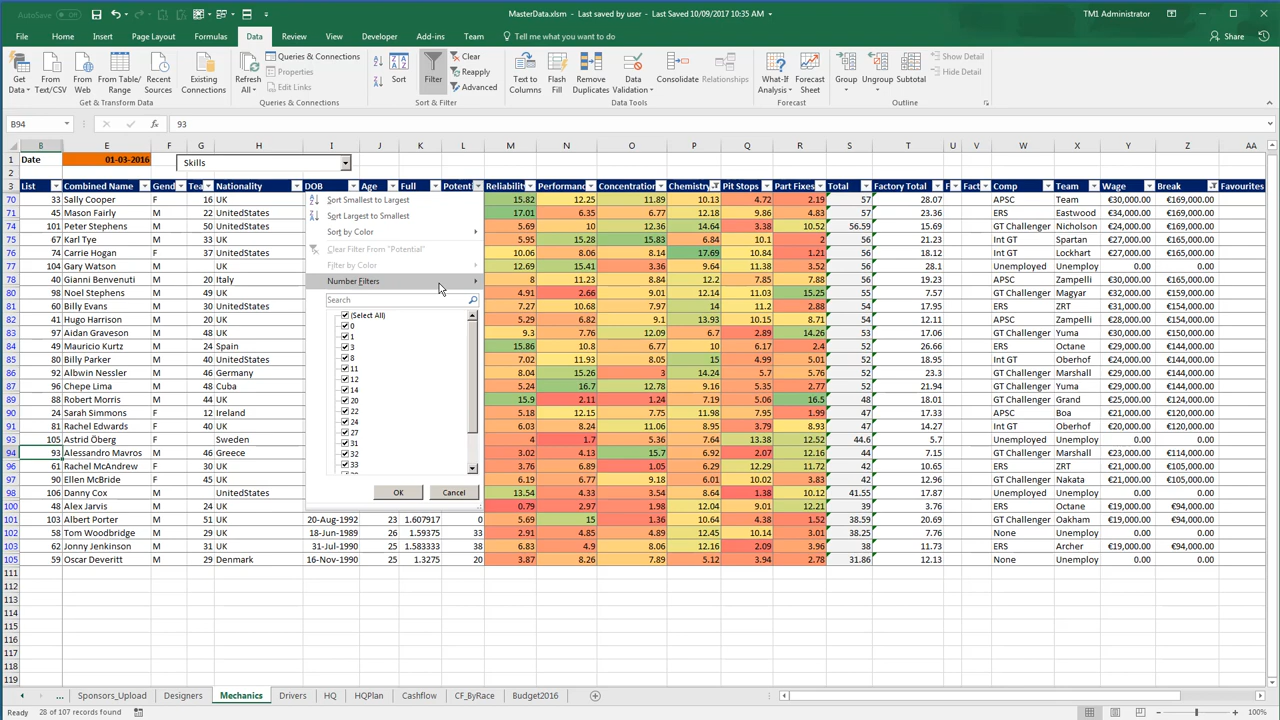 AutoSave Off MasterData.xlsm - Last saved by user - Last Saved 10/09/2017 10:35 AM TM1 Administrator
File Home Insert Page Layout Formulas Data Review View Developer Add-ins Team Tell me what you want to do Share
Get Data From Text/CSV From Web From Table/ Range Recent Sources Existing Connections Refresh All Queries & Connections Properties Edit Links Sort Filter Clear Reapply Advanced Text to Columns Flash Fill Remove Duplicates Data Validation Consolidate Relationships What-If Analysis Forecast Sheet Group Ungroup Subtotal Show Detail Hide Detail
Get & Transform Data Queries & Connections Sort & Filter Data Tools Forecast Outline
B94 fx 93
B E F G H I J K L M N O P Q R S T U V W X Y Z AA
1 Date 01-03-2016 Skills
2
3 List Combined Name Gend Tea Nationality DOB Age Full Potenti Reliability Performance Concentration Chemistry Pit Stops Part Fixes Total Factory Total F Fact Comp Team Wage Break Favourites
70 33 Sally Cooper F 16 UK 15.82 12.25 11.89 10.13 4.72 2.19 57 28.07 APSC Team €30,000.00 €169,000.00
71 45 Mason Fairly M 22 UnitedStates 17.01 6.35 6.77 12.18 9.86 4.83 57 23.36 ERS Eastwood €30,000.00 €169,000.00
74 101 Peter Stephens M 28 UnitedStates 5.69 10 12.36 14.64 3.38 10.52 56.59 15.69 GT Challenger Int GT €30,000.00 €169,000.00
75 67 Karl Tye M 33 UK 5.95 15.28 15.83 6.84 10.1 2 56 17.23 Int GT Spartan €27,000.00 €165,000.00
76 74 Carrie Hogan F 37 UK 10.06 8.06 8.14 17.69 10.84 1.21 56 15.72 GT Challenger Lockhart €27,000.00 €165,000.00
77 104 Gary Watson M UK 12.69 15.41 3.36 9.64 11.38 3.52 56 28.1 Unemployed Unemployed 0.00 0.00
78 40 Gianni Benvenuti M 20 Italy 8 11.23 8.84 12.2 7.85 7.88 56 19.23 Int GT Zampelli €27,000.00 €165,000.00
80 98 Noel Stephens M 49 UK 4.91 2.66 9.01 12.14 11.03 15.25 55 7.57 GT Challenger Magyar €32,000.00 €159,000.00
81 60 Billy Evans M 30 UnitedStates 7.27 10.68 2.97 14.2 11.31 7.57 54 17.95 ERS Lexham €31,000.00 €154,000.00
82 41 Hugo Harrison M 20 UK 5.29 6.82 9.1 13.93 10.15 8.71 54 12.11 Int GT Zampelli €31,000.00 €154,000.00
83 97 Aidan Graveson M 48 UK 9.3 7.76 12.09 6.7 2.89 14.26 53 17.06 GT Challenger Yuma €30,000.00 €149,000.00
84 49 Mauricio Kurtz M 24 Spain 15.86 10.8 6.77 10 6.17 2.4 52 26.66 ERS €29,000.00 €144,000.00
85 80 Billy Parker M 40 UnitedStates 7.02 11.93 8.05 15 4.99 5.01 52 18.95 Int GT Oberhof €29,000.00 €144,000.00
86 92 Albwin Nessler M 46 Germany 8.04 15.26 3 14.24 5.7 5.76 52 23.3 ERS ZRT €29,000.00 €144,000.00
87 96 Chepe Lima M 48 Cuba 5.24 16.7 12.78 9.16 5.35 2.77 52 21.94 GT Challenger Yuma €29,000.00 €144,000.00
89 88 Robert Morris M 44 UK 15.9 2.11 1.24 7.19 5.06 16.5 48 18.01 GT Challenger Grand €25,000.00 €124,000.00
90 24 Sarah Simmons F 12 Ireland 5.18 12.15 7.75 11.98 8.95 1.99 48 17.33 APSC Boa €21,000.00 €120,000.00
91 81 Rachel Edwards F 40 UK 6.03 8.24 11.08 6.75 7.97 8.93 49 14.27 Int GT Oberhof €20,000.00 €120,000.00
93 105 Astrid Öberg F Sweden 4 1.7 5.36 7.64 13.38 12.52 44.6 5.7 Unemployed Unemployed 0.00 0.00
94 93 Alessandro Mavros M 46 Greece 3.02 4.13 15.7 6.92 2.07 12.16 44 7.15 ERS ZRT €21,000.00 €105,000.00
96 61 Rachel McAndrew F 30 UK 3.76 6.89 1.05 6.29 12.29 11.72 42 10.65 ERS ZRT €21,000.00 €105,000.00
97 90 Ellen McBride F 45 UK 6.19 6.77 9.18 6.01 10.02 3.83 42 12.96 GT Challenger Nakata €21,000.00 €105,000.00
98 106 Danny Cox M UnitedStates 13.54 4.33 3.54 8.64 1.38 10.12 41.55 17.87 Unemployed Unemployed 0.00 0.00
100 48 Alex Jarvis M 24 UK 0.79 2.97 1.98 12.04 9.01 12.21 39 3.76 ERS Team €19,000.00 €94,000.00
101 103 Albert Porter M 51 UK 20-Aug-1992 23 1.607917 0 5.69 15 1.36 10.64 4.38 1.52 38.59 20.69 GT Challenger Oakham €19,000.00 €94,000.00
102 58 Tom Woodbridge M 29 UK 18-Jun-1989 26 1.59375 33 2.91 4.85 4.89 12.45 10.14 3.01 38.25 7.76 None Unemploy 0.00 0.00
103 62 Jonny Jenkinson M 31 UK 31-Jul-1990 25 1.583333 38 6.83 4.9 8.06 12.16 2.09 3.96 38 11.73 ERS Archer €19,000.00 €94,000.00
105 59 Oscar Deveritt M 29 Denmark 16-Nov-1990 25 1.3275 20 3.87 8.26 7.89 5.12 3.94 2.78 31.86 12.13 None Unemploy 0.00 0.00
111
112
113
114
115
116
117
118
119
Sort Smallest to Largest
Sort Largest to Smallest
Sort by Color
Clear Filter From "Potential"
Filter by Color
Number Filters
Search
(Select All)
0
1
3
8
11
12
14
20
22
24
27
31
32
33
OK Cancel
... Sponsors_Upload Designers Mechanics Drivers HQ HQPlan Cashflow CF_ByRace Budget2016
Ready 28 of 107 records found 100%